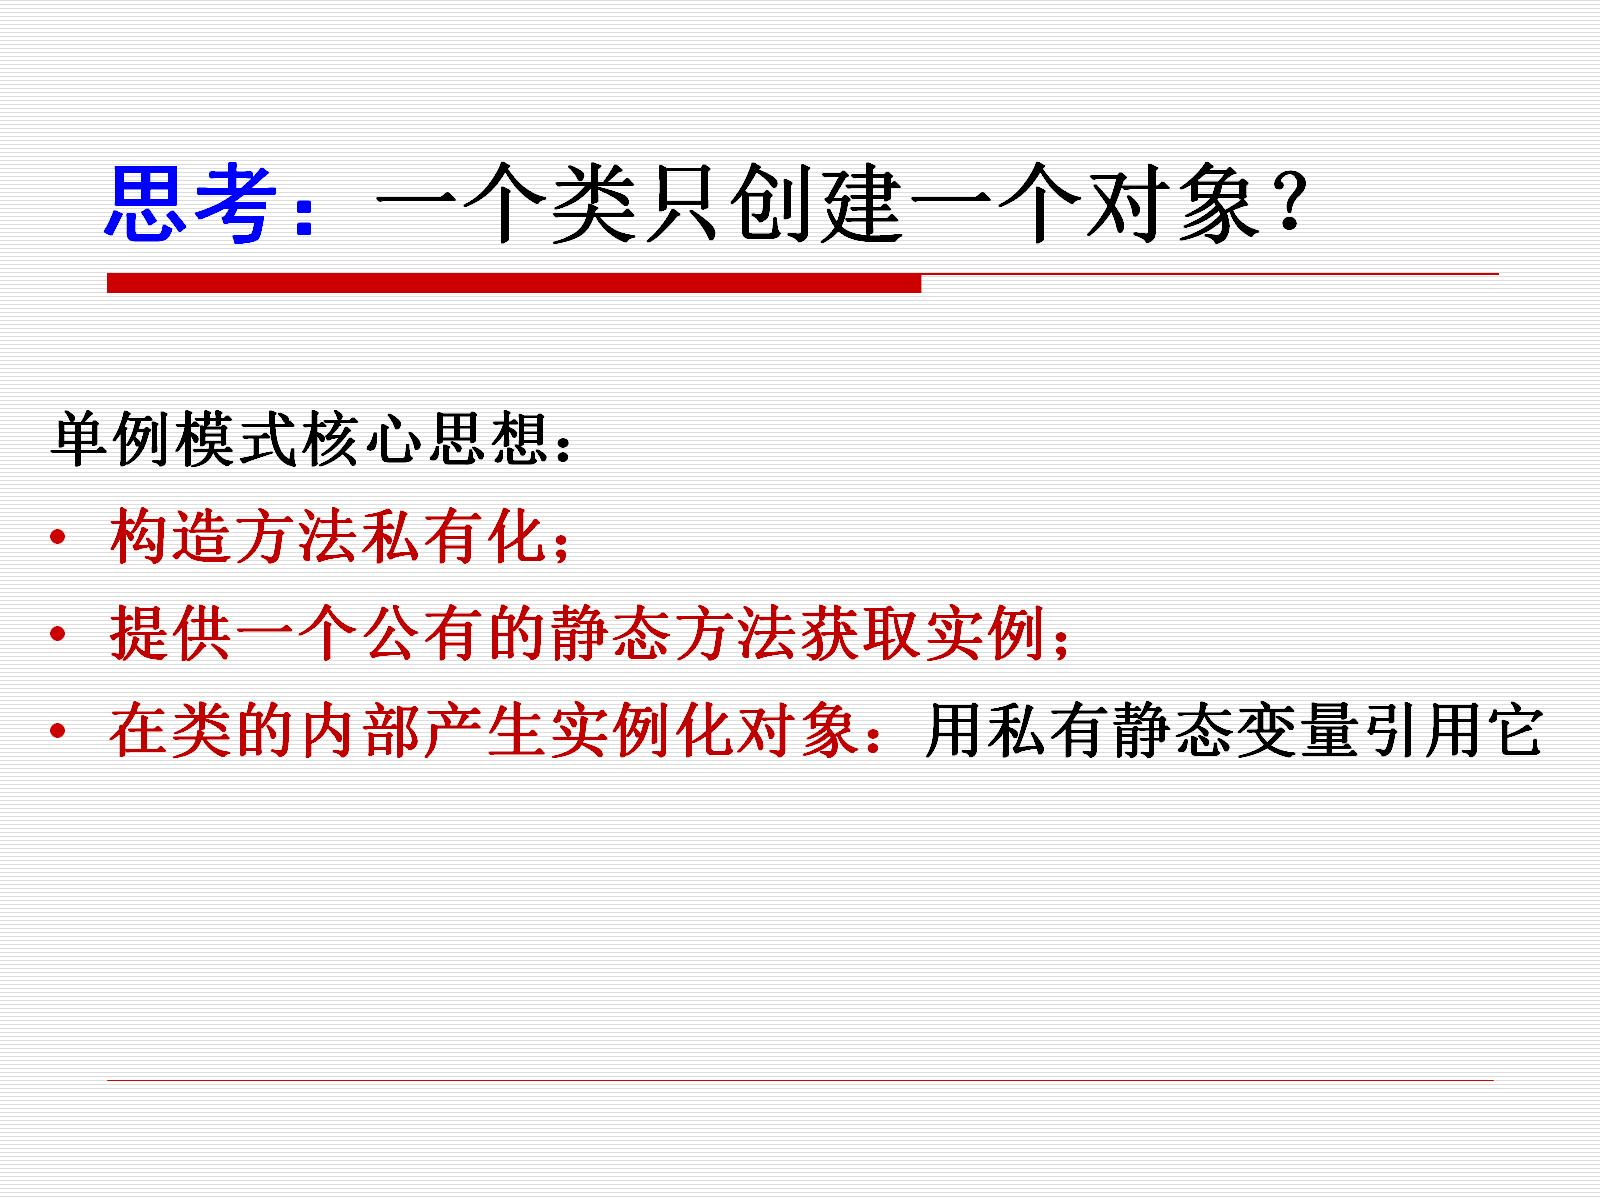 思考：一个类只创建一个对象？
单例模式核心思想：
• 构造方法私有化；
• 提供一个公有的静态方法获取实例；
• 在类的内部产生实例化对象：用私有静态变量引用它